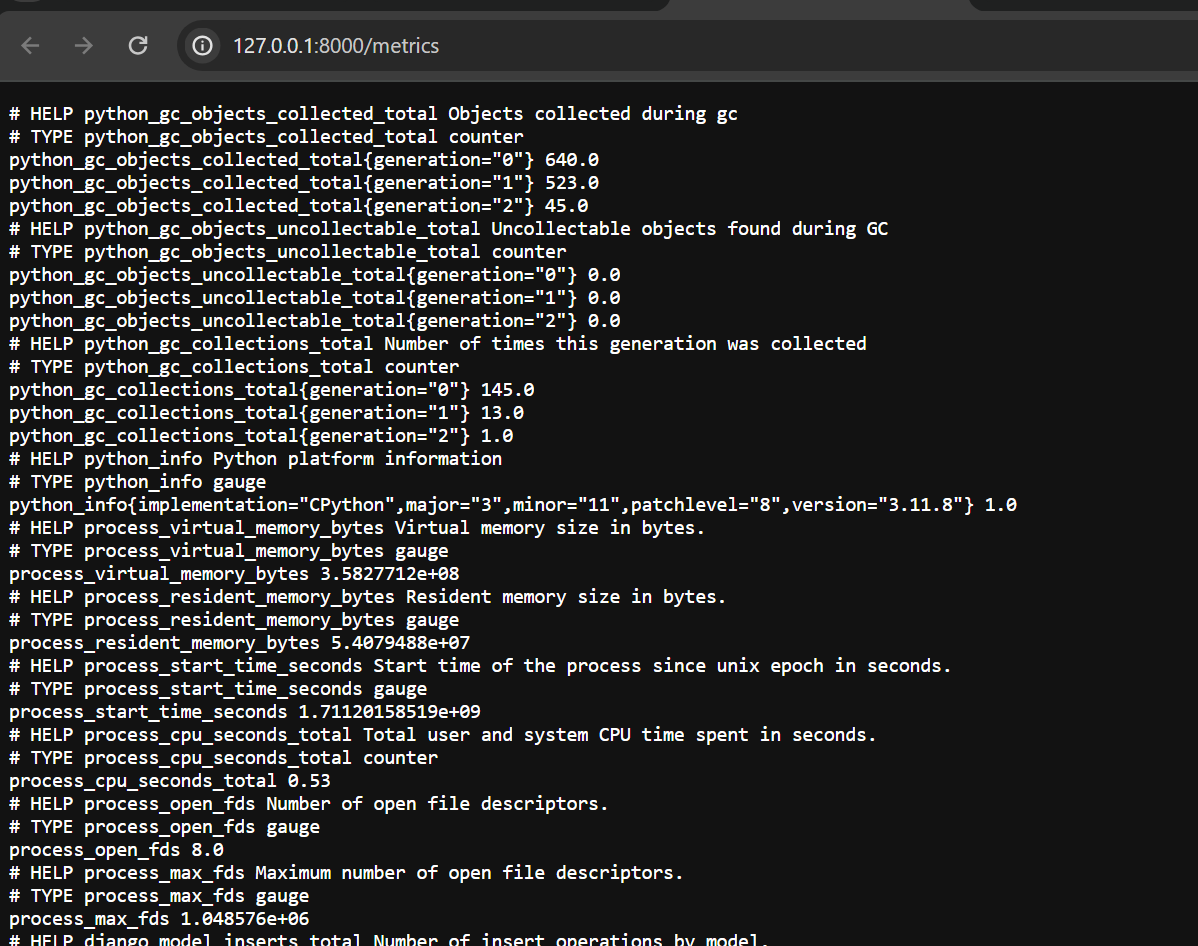 127.0.0.1:8000/metrics
# HELP python_gc_objects_collected_total Objects collected during gc
# TYPE python_gc_objects_collected_total counter
python_gc_objects_collected_total{generation="0"} 640.0
python_gc_objects_collected_total{generation="1"} 523.0
python_gc_objects_collected_total{generation="2"} 45.0
# HELP python_gc_objects_uncollectable_total Uncollectable objects found during GC
# TYPE python_gc_objects_uncollectable_total counter
python_gc_objects_uncollectable_total{generation="0"} 0.0
python_gc_objects_uncollectable_total{generation="1"} 0.0
python_gc_objects_uncollectable_total{generation="2"} 0.0
# HELP python_gc_collections_total Number of times this generation was collected
# TYPE python_gc_collections_total counter
python_gc_collections_total{generation="0"} 145.0
python_gc_collections_total{generation="1"} 13.0
python_gc_collections_total{generation="2"} 1.0
# HELP python_info Python platform information
# TYPE python_info gauge
python_info{implementation="CPython",major="3",minor="11",patchlevel="8",version="3.11.8"} 1.0
# HELP process_virtual_memory_bytes Virtual memory size in bytes.
# TYPE process_virtual_memory_bytes gauge
process_virtual_memory_bytes 3.5827712e+08
# HELP process_resident_memory_bytes Resident memory size in bytes.
# TYPE process_resident_memory_bytes gauge
process_resident_memory_bytes 5.4079488e+07
# HELP process_start_time_seconds Start time of the process since unix epoch in seconds.
# TYPE process_start_time_seconds gauge
process_start_time_seconds 1.71120158519e+09
# HELP process_cpu_seconds_total Total user and system CPU time spent in seconds.
# TYPE process_cpu_seconds_total counter
process_cpu_seconds_total 0.53
# HELP process_open_fds Number of open file descriptors.
# TYPE process_open_fds gauge
process_open_fds 8.0
# HELP process_max_fds Maximum number of open file descriptors.
# TYPE process_max_fds gauge
process_max_fds 1.048576e+06
# HELP django_model_inserts_total Number of insert operations by model.